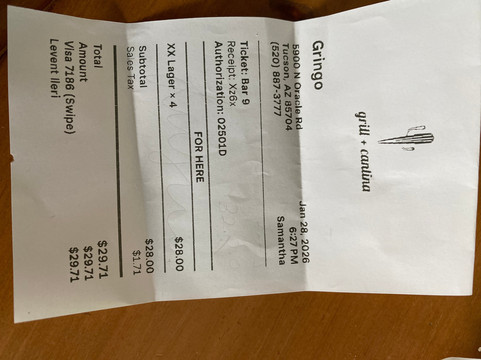 grill + cantina
Gringo
5900 N Oracle Rd
Tucson, AZ 85704
(520) 887-3777
Jan 28, 2026
6:27 PM
Samantha
Ticket: Bar 9
Receipt: Xz6x
Authorization: 02501D
FOR HERE
XX Lager × 4 $28.00
Subtotal $28.00
Sales Tax $1.71
Total $29.71
Amount $29.71
Visa 7186 (Swipe) $29.71
Levent Ileri